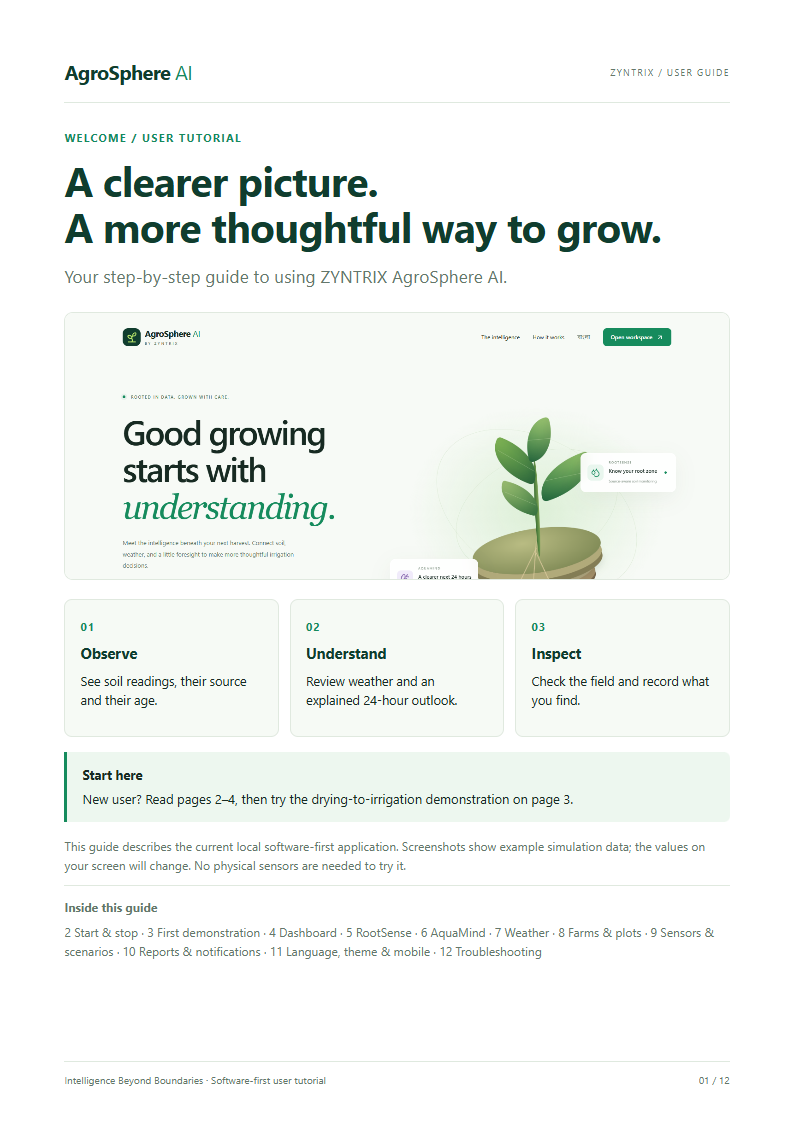 AgroSphere AI
ZYNTRIX / USER GUIDE
WELCOME / USER TUTORIAL
A clearer picture.
A more thoughtful way to grow.
Your step-by-step guide to using ZYNTRIX AgroSphere AI.
AgroSphere AI
BY ZYNTRIX
The intelligence
How it works
বাংলা
Open workspace
ROOTED IN DATA. GROWN WITH CARE.
Good growing
starts with
understanding.
Meet the intelligence beneath your next harvest. Connect soil,
weather, and a little foresight to make more thoughtful irrigation
decisions.
ROOTSENSE
Know your root zone
AQUAMIND
A clearer next 24 hours
01
Observe
See soil readings, their source
and their age.
02
Understand
Review weather and an
explained 24-hour outlook.
03
Inspect
Check the field and record what
you find.
Start here
New user? Read pages 2–4, then try the drying-to-irrigation demonstration on page 3.
This guide describes the current local software-first application. Screenshots show example simulation data; the values on
your screen will change. No physical sensors are needed to try it.
Inside this guide
2 Start & stop · 3 First demonstration · 4 Dashboard · 5 RootSense · 6 AquaMind · 7 Weather · 8 Farms & plots · 9 Sensors &
scenarios · 10 Reports & notifications · 11 Language, theme & mobile · 12 Troubleshooting
Intelligence Beyond Boundaries · Software-first user tutorial
01 / 12